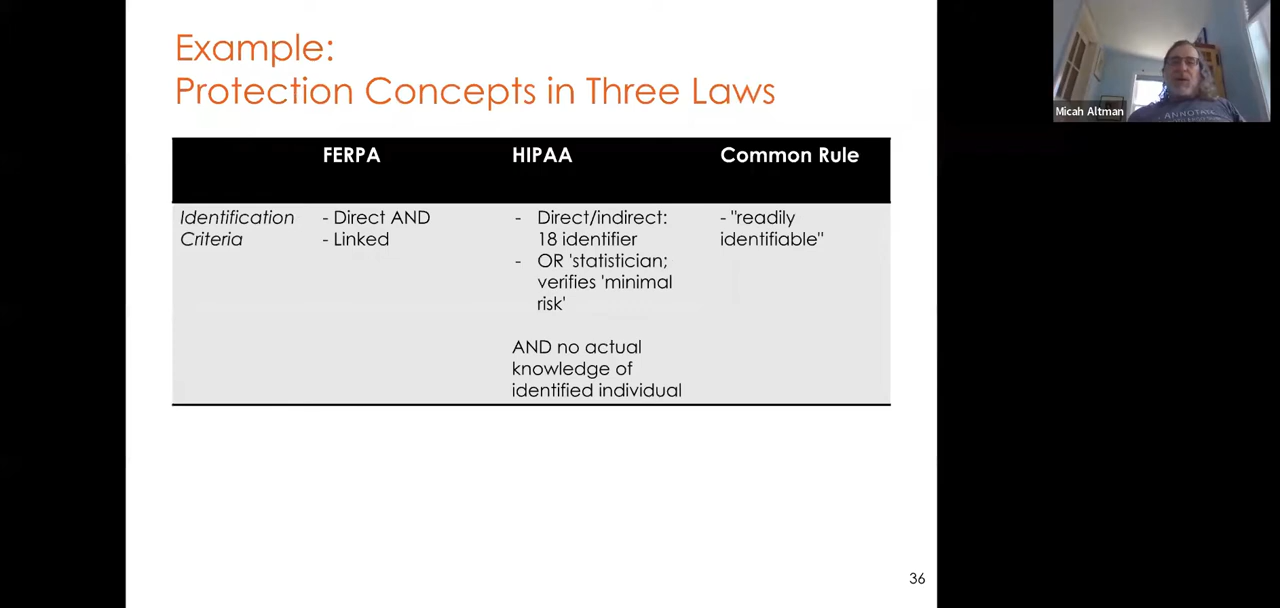 Example:
Protection Concepts in Three Laws
FERPA
HIPAA
Common Rule
Identification
Criteria
- Direct AND
- Linked
- Direct/indirect:
18 identifier
- OR 'statistician;
verifies 'minimal
risk'
AND no actual
knowledge of
identified individual
- "readily
identifiable"
36
Micah Altman
ANNOTATE